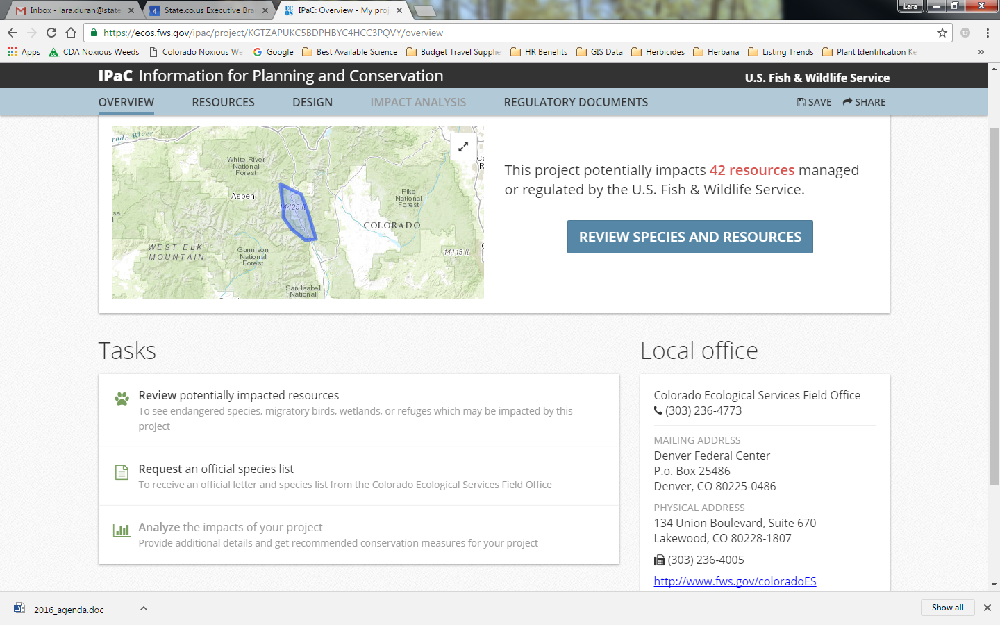 Inbox - lara.duran@state
State.co.us Executive Bra
IPaC: Overview - My proj
Lara
https://ecos.fws.gov/ipac/project/KGTZAPUKC5BDPHBYC4HCC3PQVY/overview
Apps
CDA Noxious Weeds
Colorado Noxious We
Google
Best Available Science
Budget Travel Supplie
HR Benefits
GIS Data
Herbicides
Herbaria
Listing Trends
Plant Identification Ke
»
IPaC Information for Planning and Conservation
U.S. Fish & Wildlife Service
OVERVIEW
RESOURCES
DESIGN
IMPACT ANALYSIS
REGULATORY DOCUMENTS
SAVE
SHARE
rado River
White River
National
Forest
Aspen
14425 ft
Pike
National
Forest
COLORADO
WEST ELK
MOUNTAIN
Gunnison
National
Forest
14113 ft
San Isabel
National
This project potentially impacts 42 resources managed
or regulated by the U.S. Fish & Wildlife Service.
REVIEW SPECIES AND RESOURCES
Tasks
Review potentially impacted resources
To see endangered species, migratory birds, wetlands, or refuges which may be impacted by this
project
Request an official species list
To receive an official letter and species list from the Colorado Ecological Services Field Office
Analyze the impacts of your project
Provide additional details and get recommended conservation measures for your project
Local office
Colorado Ecological Services Field Office
(303) 236-4773
MAILING ADDRESS
Denver Federal Center
P.o. Box 25486
Denver, CO 80225-0486
PHYSICAL ADDRESS
134 Union Boulevard, Suite 670
Lakewood, CO 80228-1807
(303) 236-4005
http://www.fws.gov/coloradoES
2016_agenda.doc
Show all